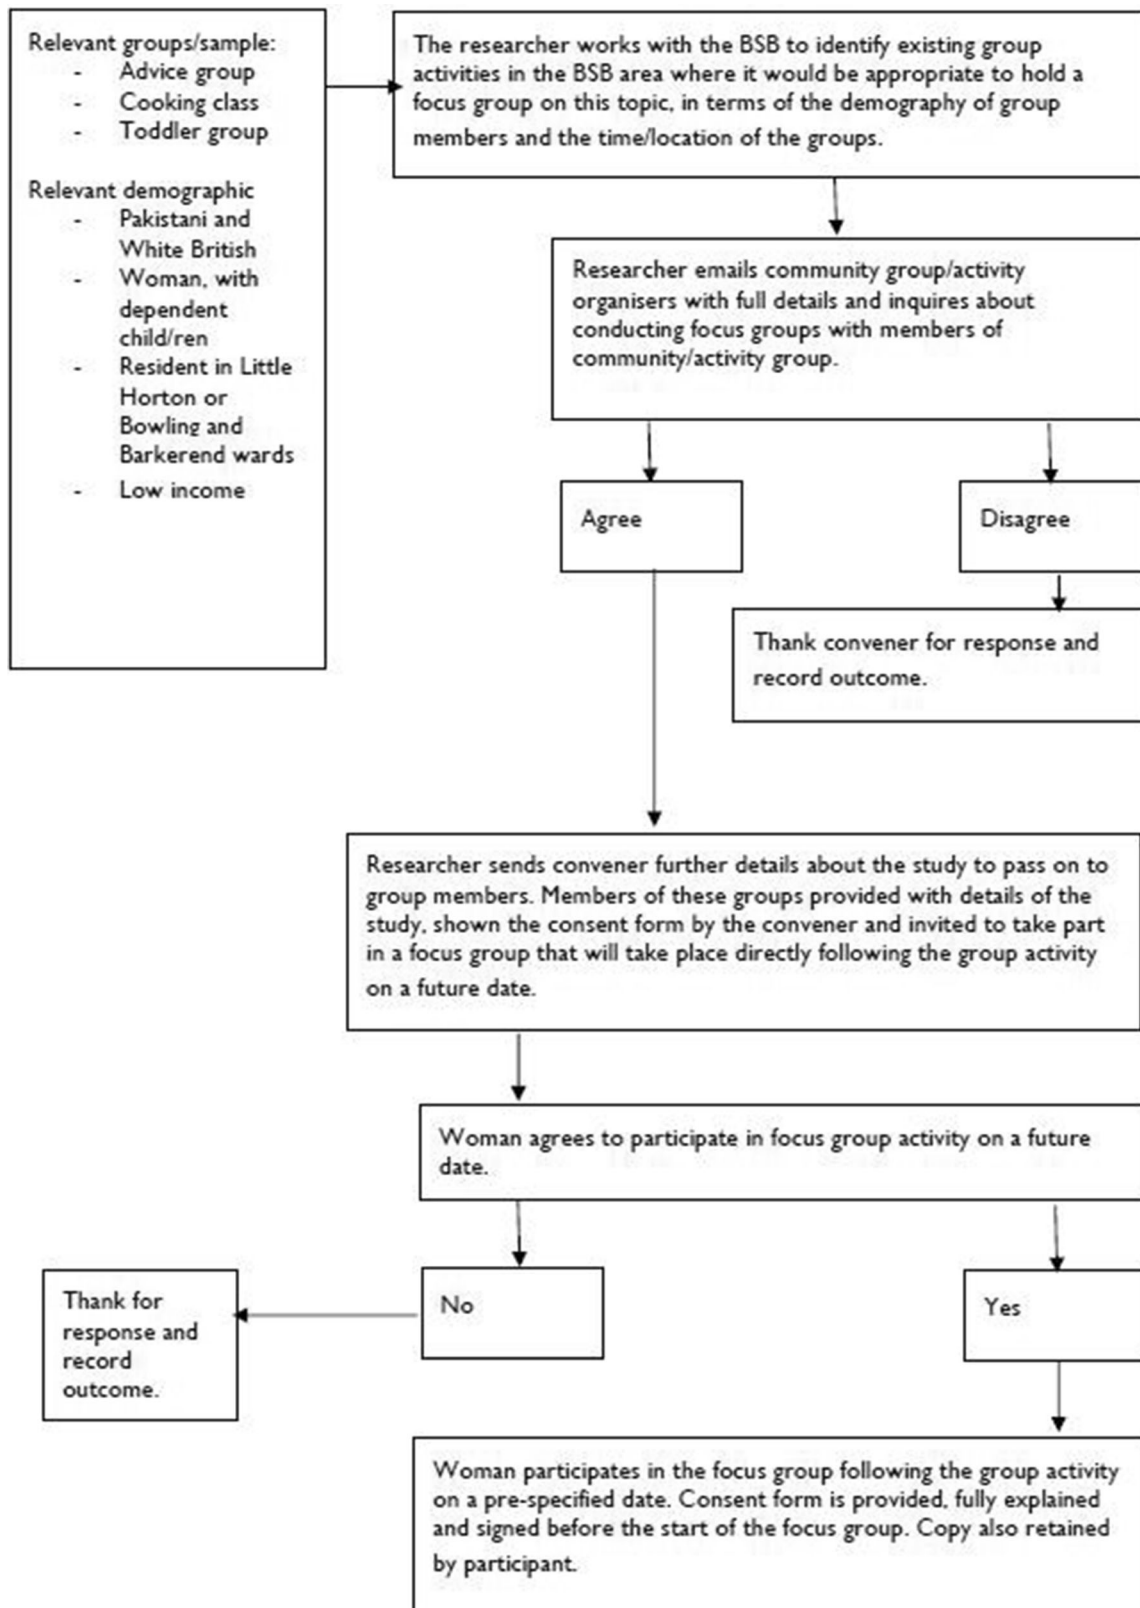 Relevant groups/sample:
- Advice group
- Cooking class
- Toddler group
Relevant demographic
- Pakistani and
White British
- Woman, with
dependent
child/ren
- Resident in Little
Horton or
Bowling and
Barkerend wards
- Low income
The researcher works with the BSB to identify existing group
activities in the BSB area where it would be appropriate to hold a
focus group on this topic, in terms of the demography of group
members and the time/location of the groups.
Researcher emails community group/activity
organisers with full details and inquires about
conducting focus groups with members of
community/activity group.
Agree
Disagree
Thank convener for response and
record outcome.
Researcher sends convener further details about the study to pass on to
group members. Members of these groups provided with details of the
study, shown the consent form by the convener and invited to take part
in a focus group that will take place directly following the group activity
on a future date.
Woman agrees to participate in focus group activity on a future
date.
No
Yes
Thank for
response and
record
outcome.
Woman participates in the focus group following the group activity
on a pre-specified date. Consent form is provided, fully explained
and signed before the start of the focus group. Copy also retained
by participant.